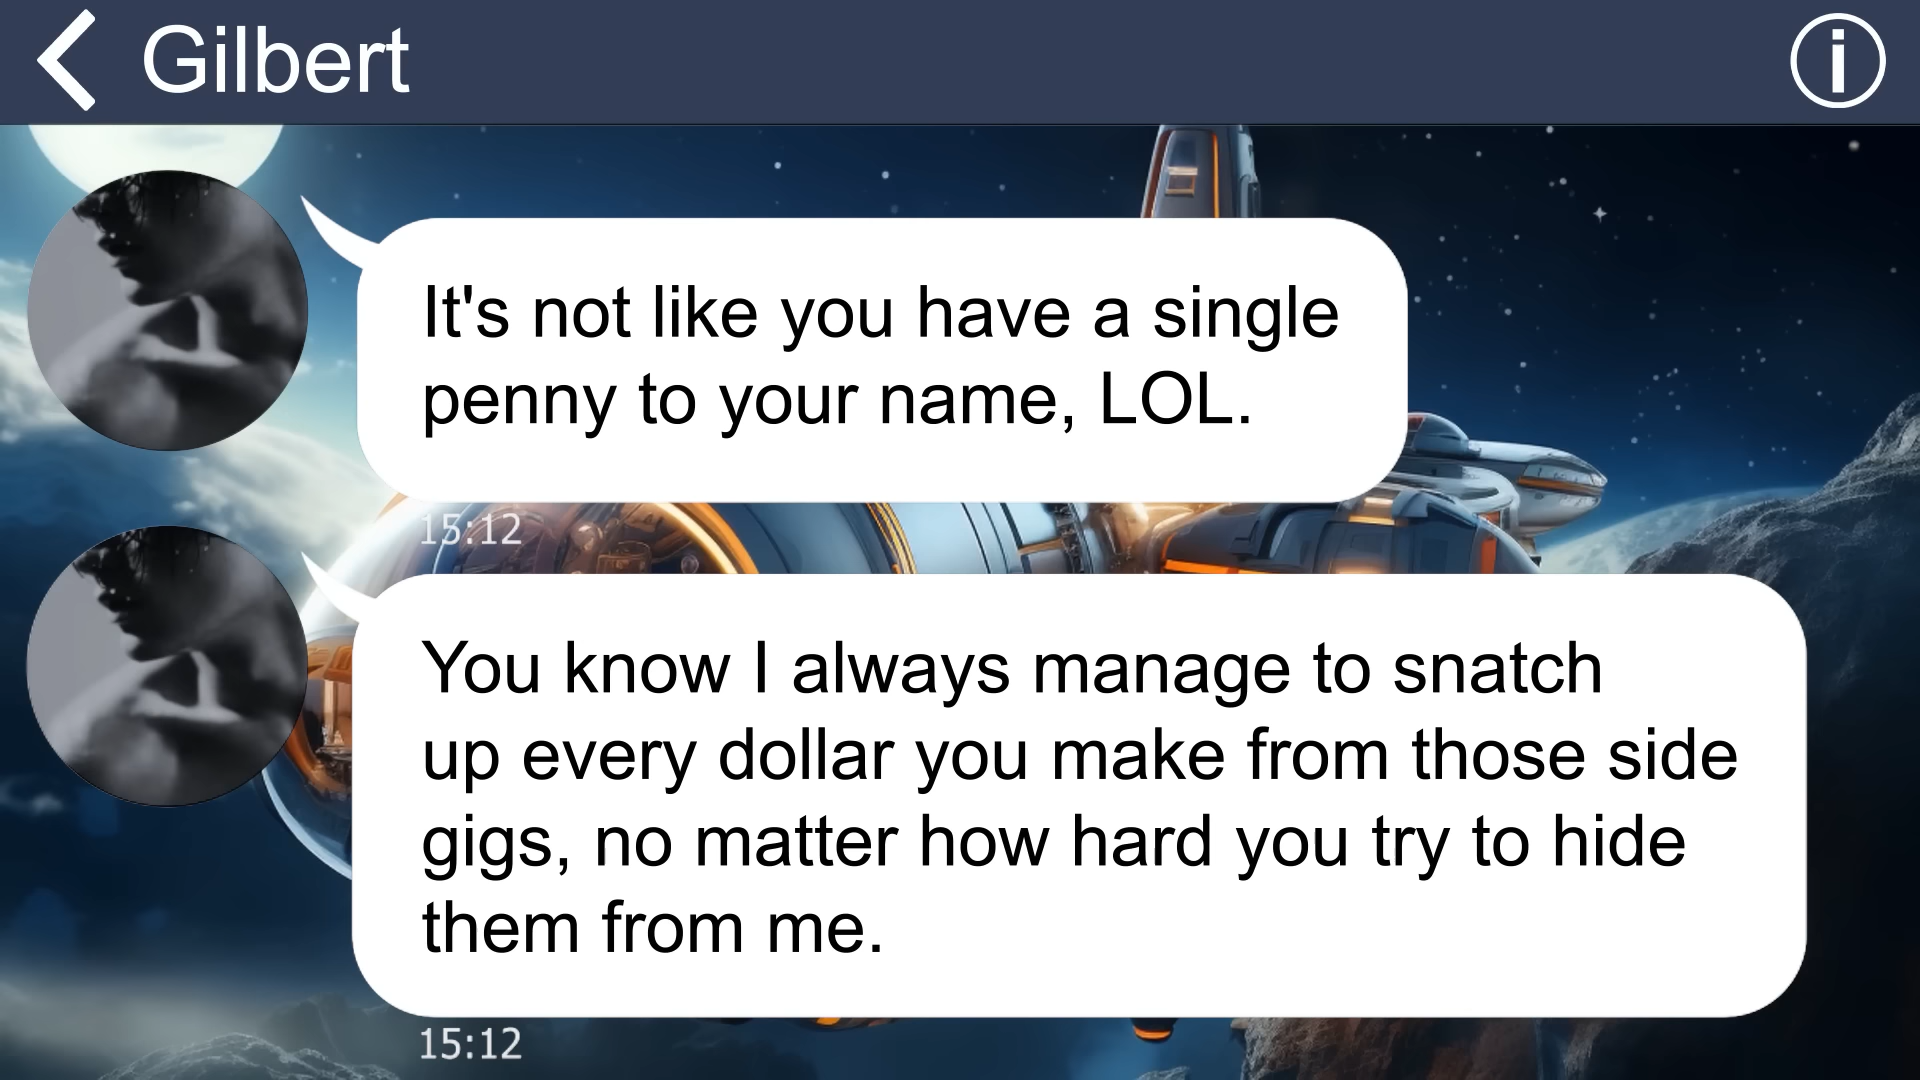 Gilbert
It's not like you have a single
penny to your name, LOL.
15:12
You know I always manage to snatch
up every dollar you make from those side
gigs, no matter how hard you try to hide
them from me.
15:12